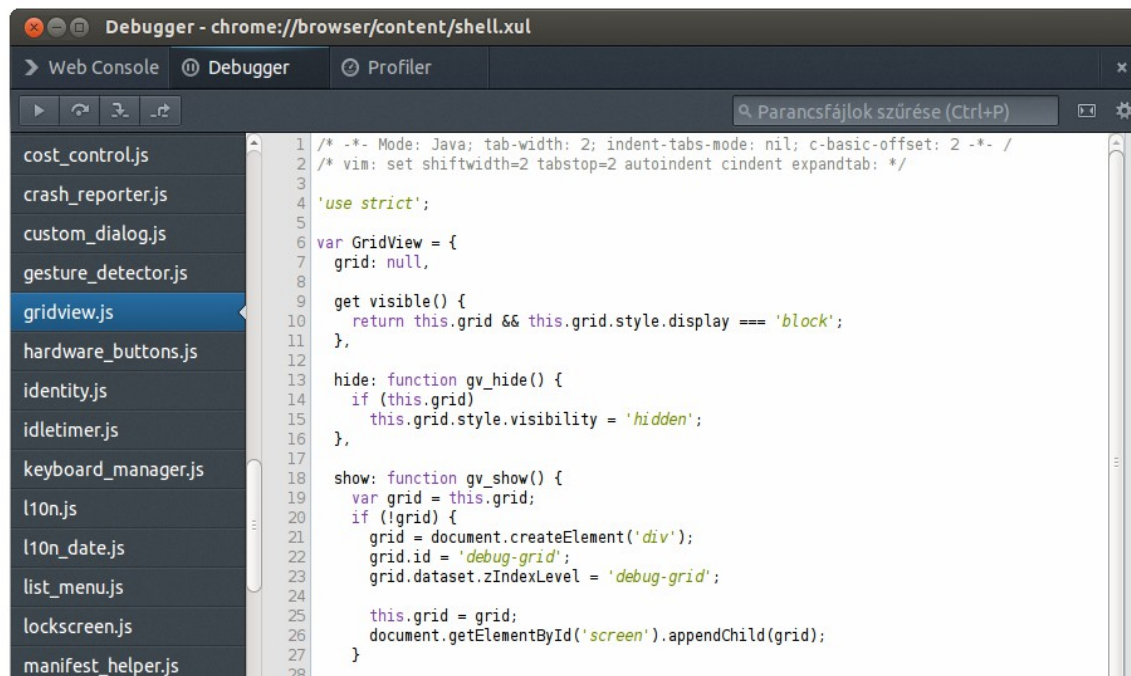 Debugger - chrome://browser/content/shell.xul
Web Console Debugger Profiler
Parancsfájlok szűrése (Ctrl+P)
cost_control.js
crash_reporter.js
custom_dialog.js
gesture_detector.js
gridview.js
hardware_buttons.js
identity.js
idletimer.js
keyboard_manager.js
l10n.js
l10n_date.js
list_menu.js
lockscreen.js
manifest_helper.js
1 /* -*- Mode: Java; tab-width: 2; indent-tabs-mode: nil; c-basic-offset: 2 -*- /
2 /* vim: set shiftwidth=2 tabstop=2 autoindent cindent expandtab: */
3
4 'use strict';
5
6 var GridView = {
7   grid: null,
8
9   get visible() {
10     return this.grid && this.grid.style.display === 'block';
11   },
12
13   hide: function gv_hide() {
14     if (this.grid)
15       this.grid.style.visibility = 'hidden';
16   },
17
18   show: function gv_show() {
19     var grid = this.grid;
20     if (!grid) {
21       grid = document.createElement('div');
22       grid.id = 'debug-grid';
23       grid.dataset.zIndexLevel = 'debug-grid';
24
25       this.grid = grid;
26       document.getElementById('screen').appendChild(grid);
27     }
28